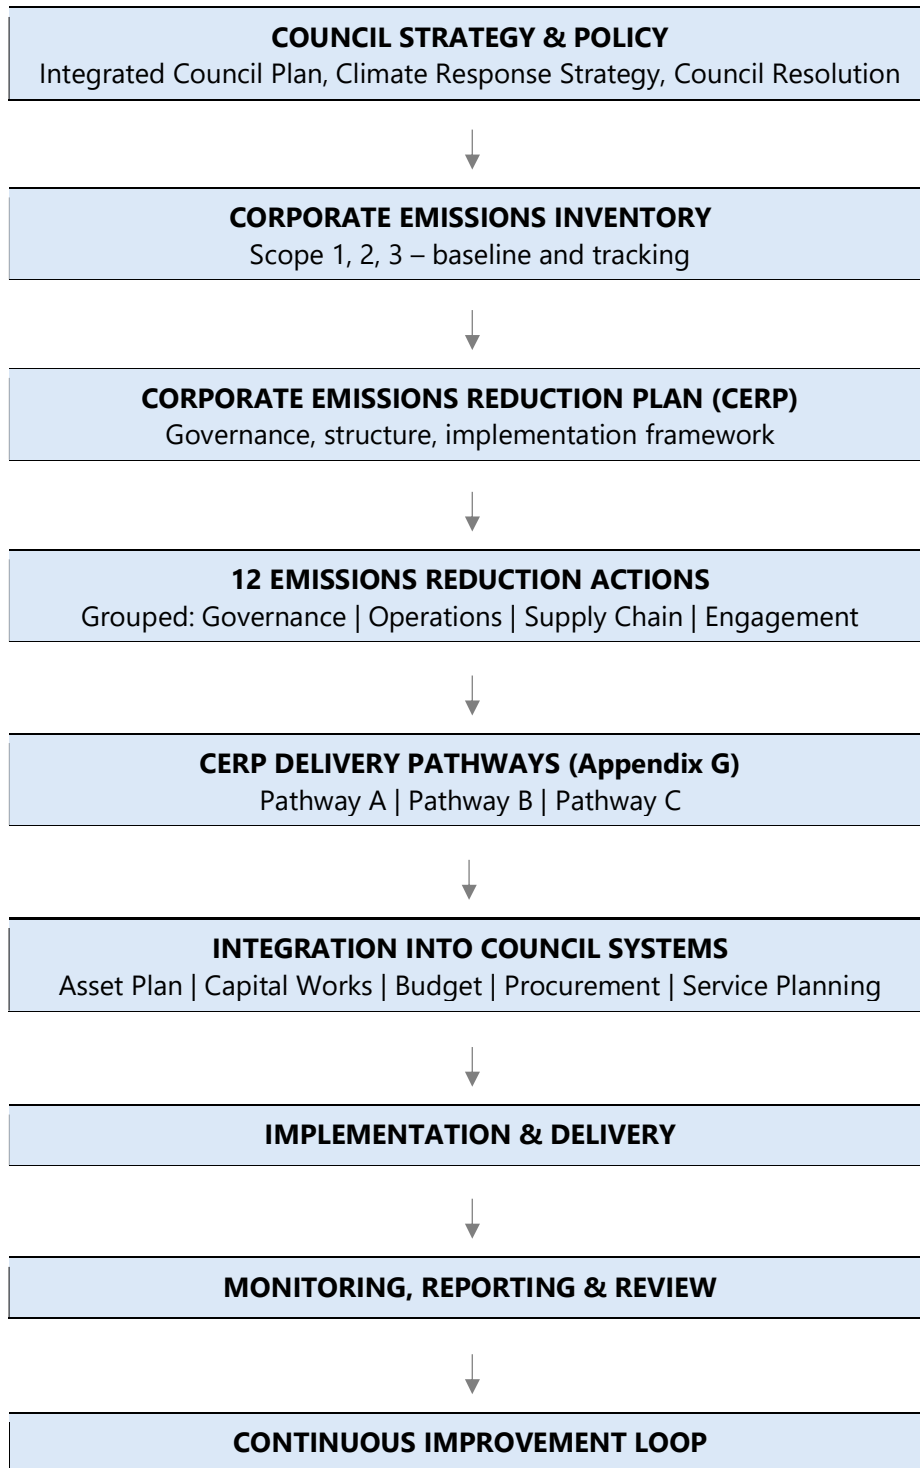 COUNCIL STRATEGY & POLICY
Integrated Council Plan, Climate Response Strategy, Council Resolution
CORPORATE EMISSIONS INVENTORY
Scope 1, 2, 3 – baseline and tracking
CORPORATE EMISSIONS REDUCTION PLAN (CERP)
Governance, structure, implementation framework
12 EMISSIONS REDUCTION ACTIONS
Grouped: Governance | Operations | Supply Chain | Engagement
CERP DELIVERY PATHWAYS (Appendix G)
Pathway A | Pathway B | Pathway C
INTEGRATION INTO COUNCIL SYSTEMS
Asset Plan | Capital Works | Budget | Procurement | Service Planning
IMPLEMENTATION & DELIVERY
MONITORING, REPORTING & REVIEW
CONTINUOUS IMPROVEMENT LOOP